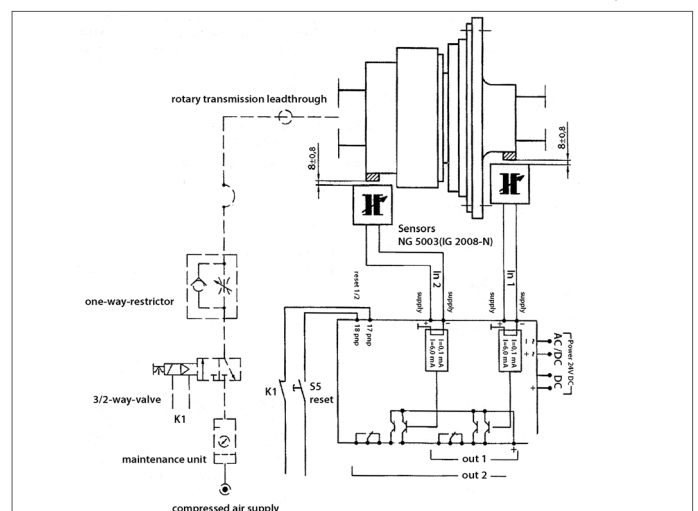 rotary transmission leadthrough
8±0,8
8±0,8
Sensors
NG 5003(IG 2008-N)
one-way-restrictor
reset 1/2
In 2
In 1
supply
supply
supply
supply
17 pnp
18 pnp
+
-
+
-
I=0,1 mA
I=6,0 mA
I=0,1 mA
I=6,0 mA
Power 24V DC
AC/DC
DC
- ~
+ ~
-
+
K1
S5
reset
3/2-way-valve
K1
maintenance unit
+
out 1
out 2
compressed air supply